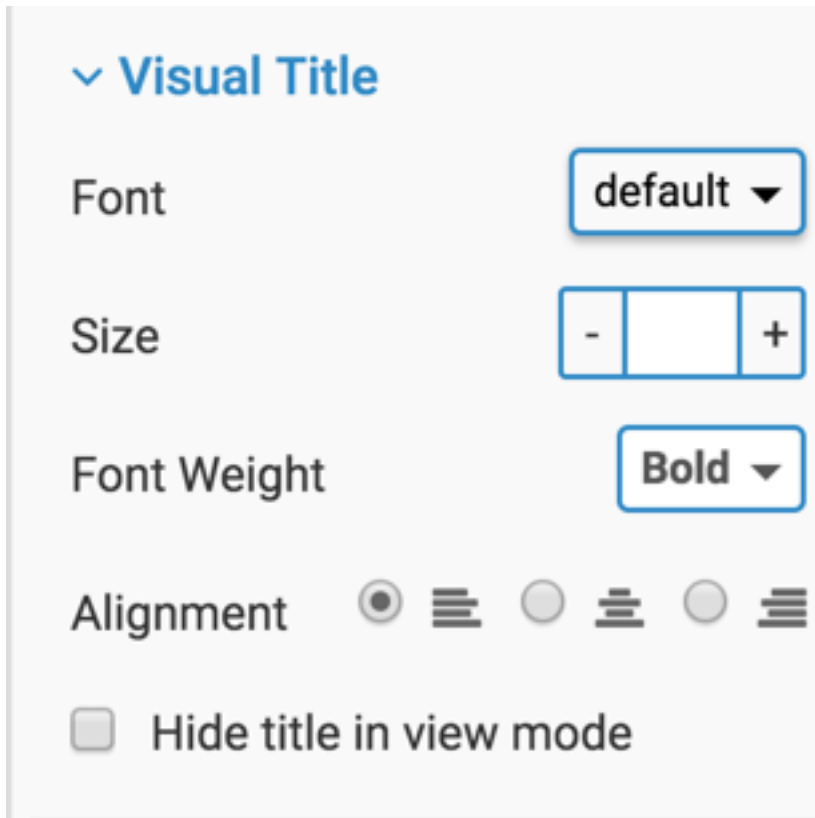 Visual Title
Font default
Size - +
Font Weight Bold
Alignment
Hide title in view mode